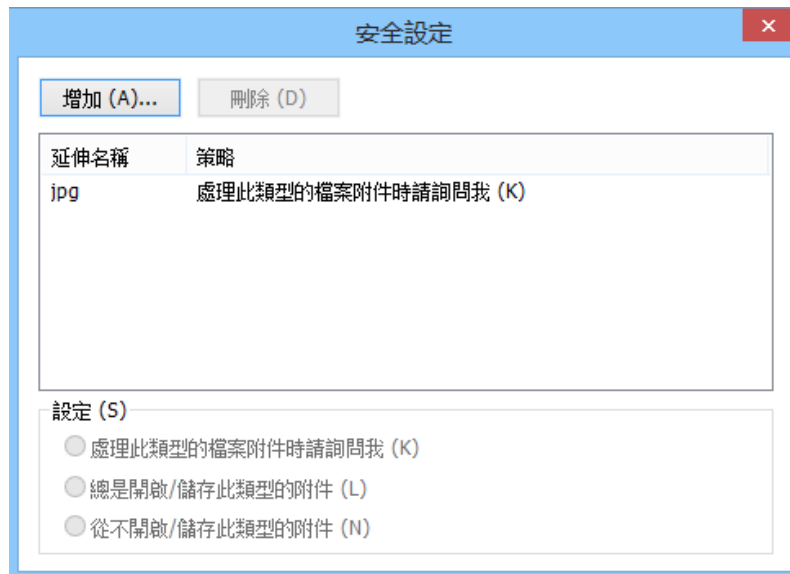 安全設定
增加 (A)... 刪除 (D)
延伸名稱 策略
jpg 處理此類型的檔案附件時請詢問我 (K)
設定 (S)
處理此類型的檔案附件時請詢問我 (K)
總是開啟/儲存此類型的附件 (L)
從不開啟/儲存此類型的附件 (N)